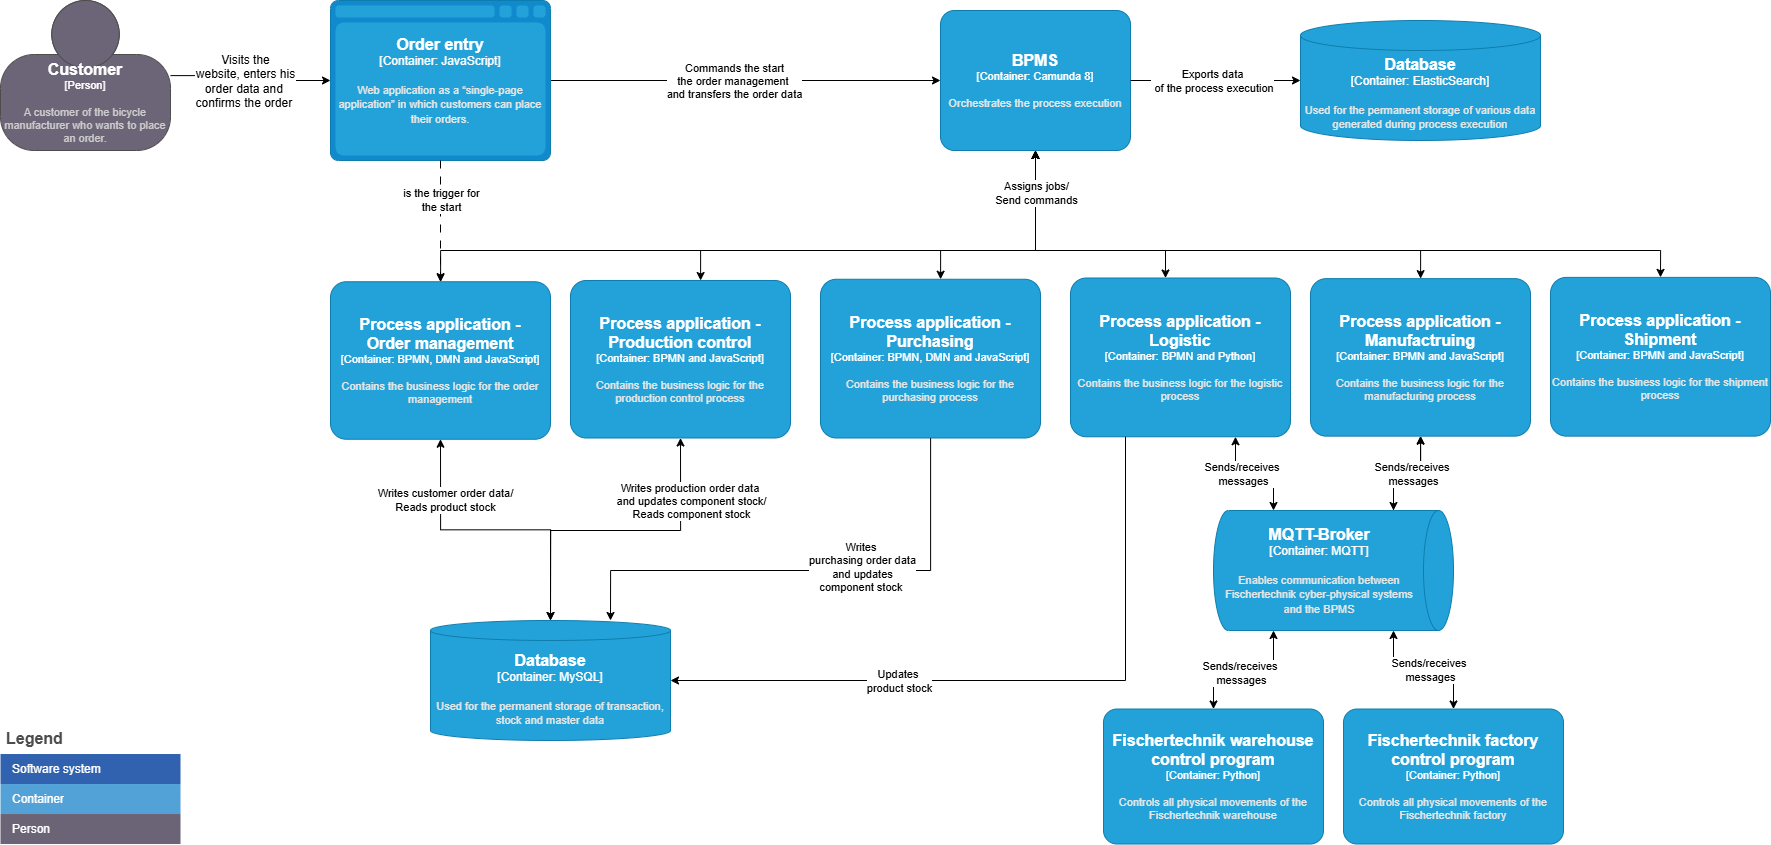 Customer
[Person]
A customer of the bicycle
manufacturer who wants to place
an order.
Visits the
website, enters his
order data and
confirms the order
Order entry
[Container: JavaScript]
Web application as a "single-page
application" in which customers can place
their orders.
Commands the start
the order management
and transfers the order data
BPMS
[Container: Camunda 8]
Orchestrates the process execution
Exports data
of the process execution
Database
[Container: ElasticSearch]
Used for the permanent storage of various data
generated during process execution
is the trigger for
the start
Assigns jobs/
Send commands
Process application -
Order management
[Container: BPMN, DMN and JavaScript]
Contains the business logic for the order
management
Process application -
Production control
[Container: BPMN and JavaScript]
Contains the business logic for the
production control process
Process application -
Purchasing
[Container: BPMN, DMN and JavaScript]
Contains the business logic for the
purchasing process
Process application -
Logistic
[Container: BPMN and Python]
Contains the business logic for the logistic
process
Process application -
Manufactruing
[Container: BPMN and JavaScript]
Contains the business logic for the
manufacturing process
Process application -
Shipment
[Container: BPMN and JavaScript]
Contains the business logic for the shipment
process
Writes customer order data/
Reads product stock
Writes production order data
and updates component stock/
Reads component stock
Writes
purchasing order data
and updates
component stock
Sends/receives
messages
Sends/receives
messages
MQTT-Broker
[Container: MQTT]
Enables communication between
Fischertechnik cyber-physical systems
and the BPMS
Database
[Container: MySQL]
Used for the permanent storage of transaction,
stock and master data
Updates
product stock
Sends/receives
messages
Sends/receives
messages
Fischertechnik warehouse
control program
[Container: Python]
Controls all physical movements of the
Fischertechnik warehouse
Fischertechnik factory
control program
[Container: Python]
Controls all physical movements of the
Fischertechnik factory
Legend
Software system
Container
Person